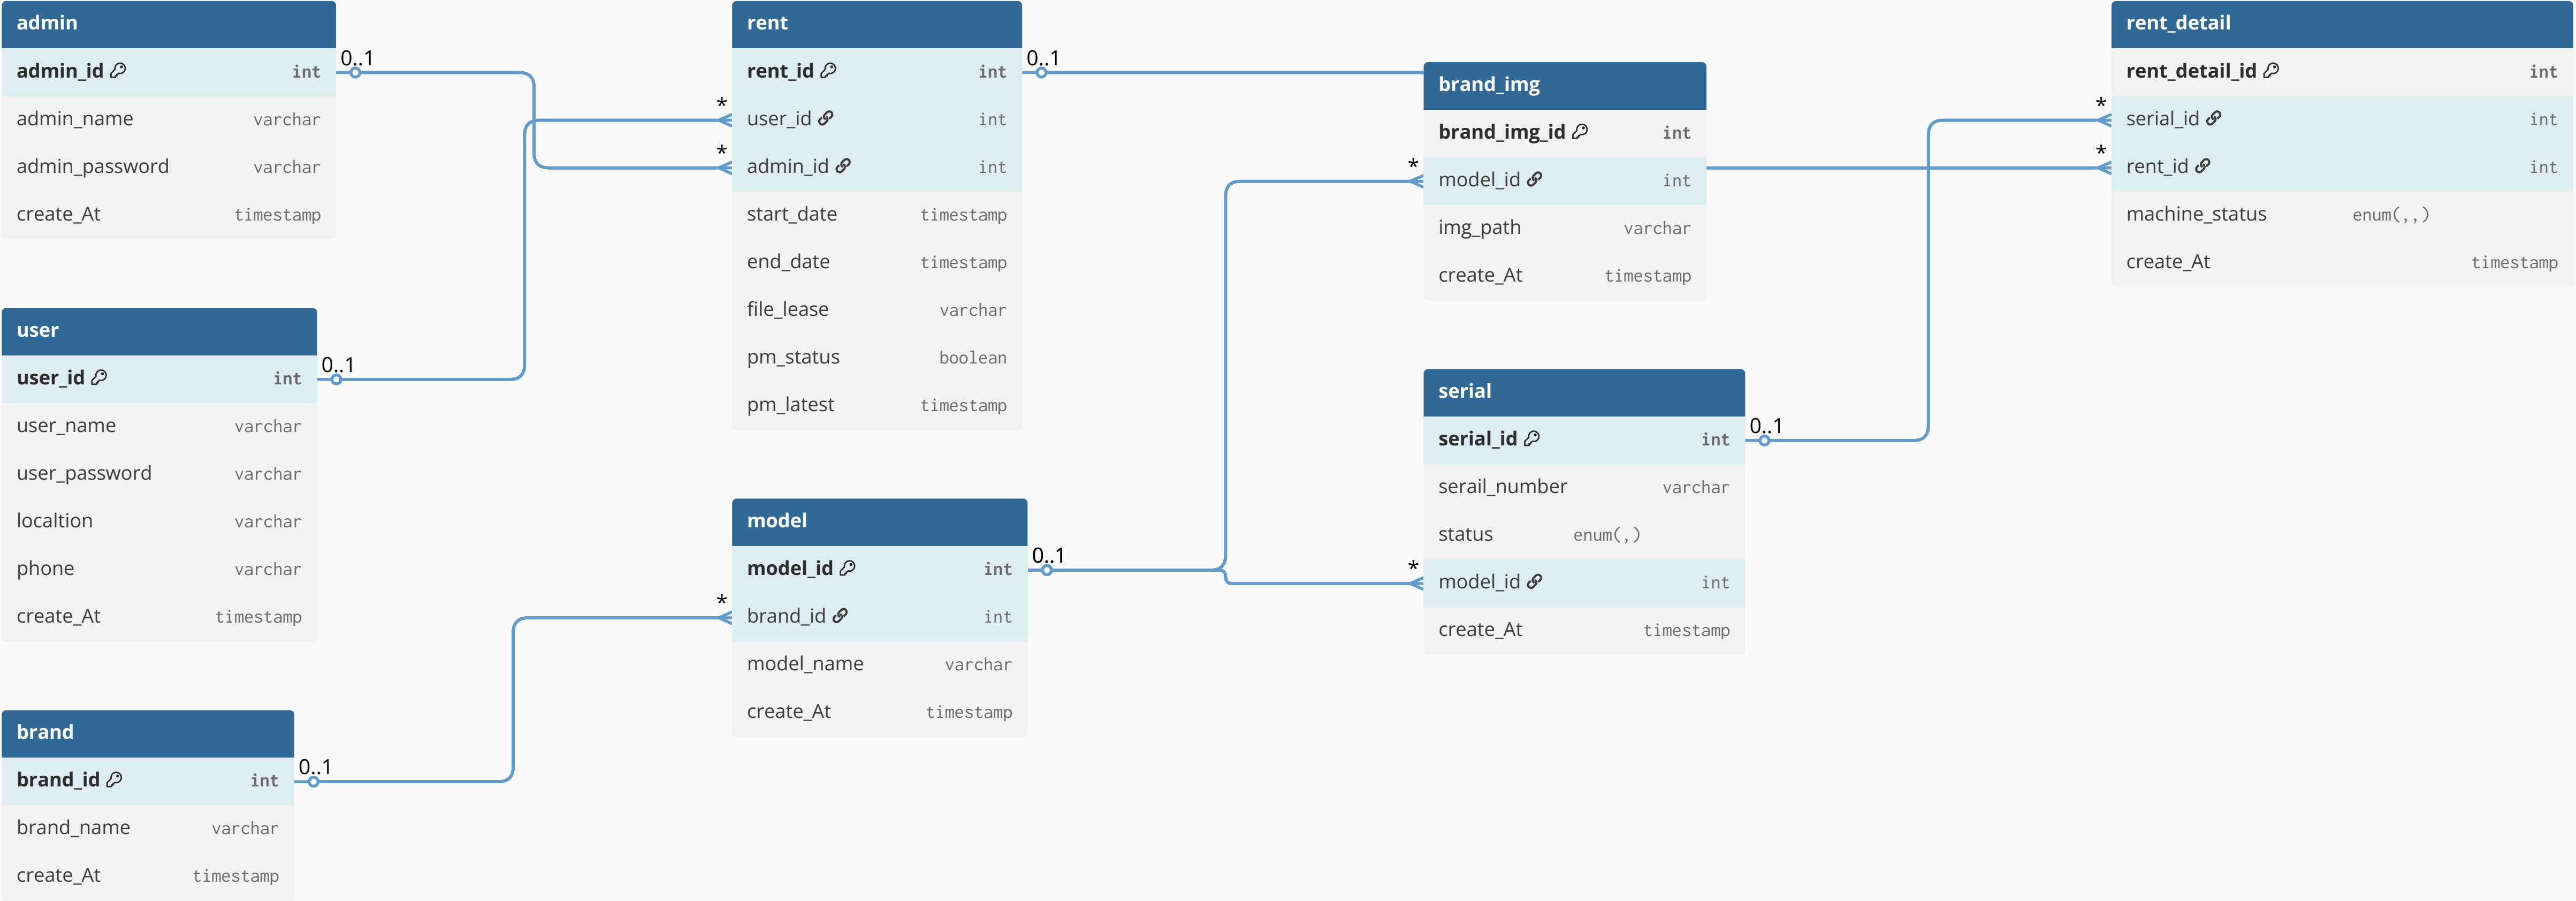 admin
admin_id int
admin_name varchar
admin_password varchar
create_At timestamp
0..1
user
user_id int
user_name varchar
user_password varchar
localtion varchar
phone varchar
create_At timestamp
0..1
brand
brand_id int
brand_name varchar
create_At timestamp
0..1
rent
rent_id int
* user_id int
* admin_id int
start_date timestamp
end_date timestamp
file_lease varchar
pm_status boolean
pm_latest timestamp
0..1
model
model_id int
* brand_id int
model_name varchar
create_At timestamp
0..1
brand_img
brand_img_id int
* model_id int
img_path varchar
create_At timestamp
serial
serial_id int
serail_number varchar
status enum(,)
* model_id int
create_At timestamp
0..1
rent_detail
rent_detail_id int
* serial_id int
* rent_id int
machine_status enum(,,)
create_At timestamp